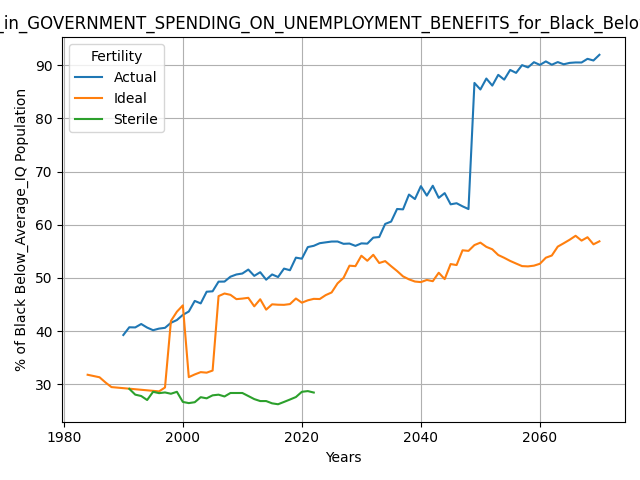 _in_GOVERNMENT_SPENDING_ON_UNEMPLOYMENT_BENEFITS_for_Black_Belo
Fertility
Actual
Ideal
Sterile
% of Black Below_Average_IQ Population
90
80
70
60
50
40
30
1980
2000
2020
2040
2060
Years